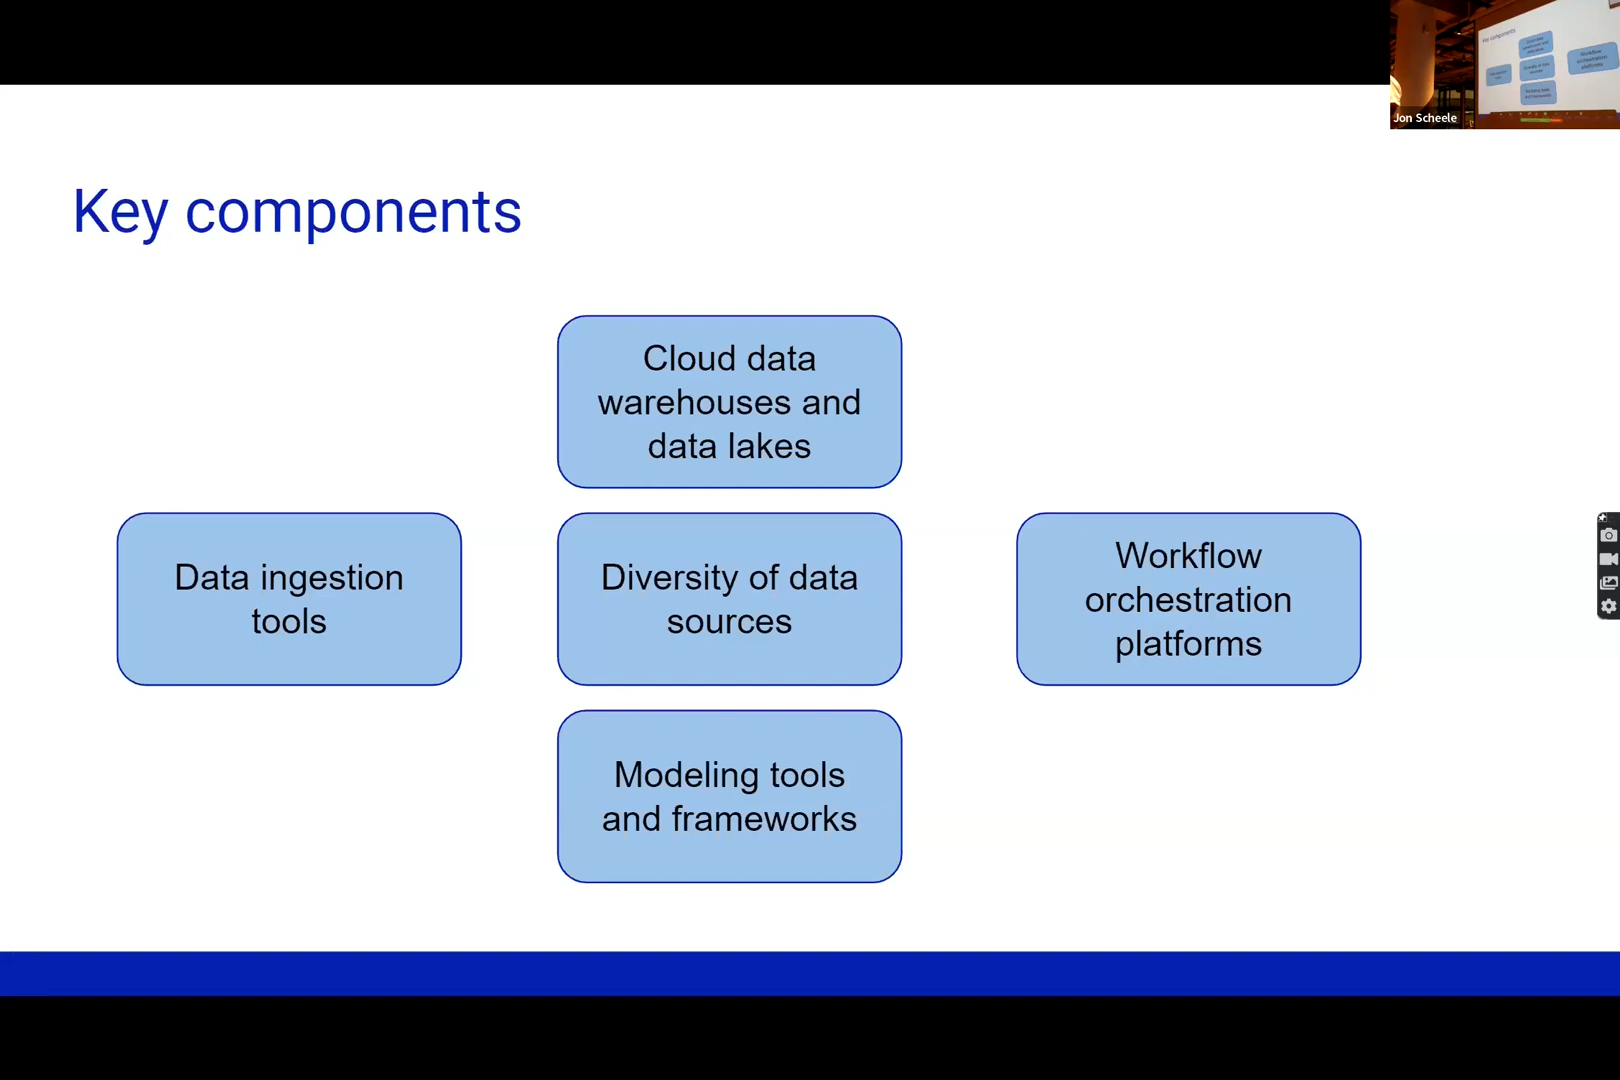 Jon Scheele
Key components
Cloud data
warehouses and
data lakes
Data ingestion
tools
Diversity of data
sources
Workflow
orchestration
platforms
Modeling tools
and frameworks